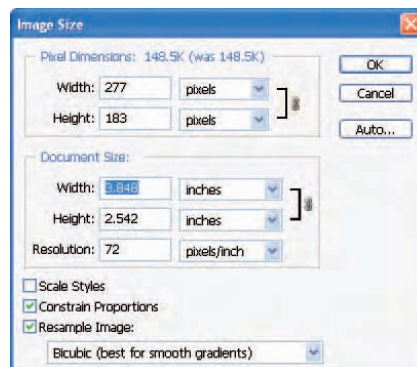 Image Size
Pixel Dimensions: 148.5K (was 148.5K)
OK
Width: 277 pixels
Cancel
Height: 183 pixels
Auto...
Document Size:
Width: 3.848 inches
Height: 2.542 inches
Resolution: 72 pixels/inch
Scale Styles
Constrain Proportions
Resample Image:
Bicubic (best for smooth gradients)